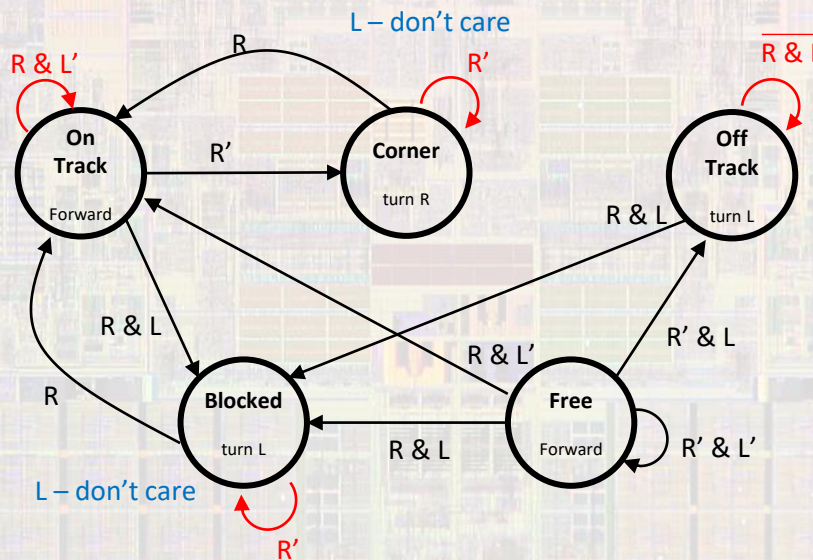 L – don't care
R
R & L'
R'
R & L
On
Track
Forward
R'
Corner
turn R
Off
Track
turn L
R & L
R & L
R & L'
R' & L
R
Blocked
turn L
R & L
Free
Forward
R' & L'
L – don't care
R'